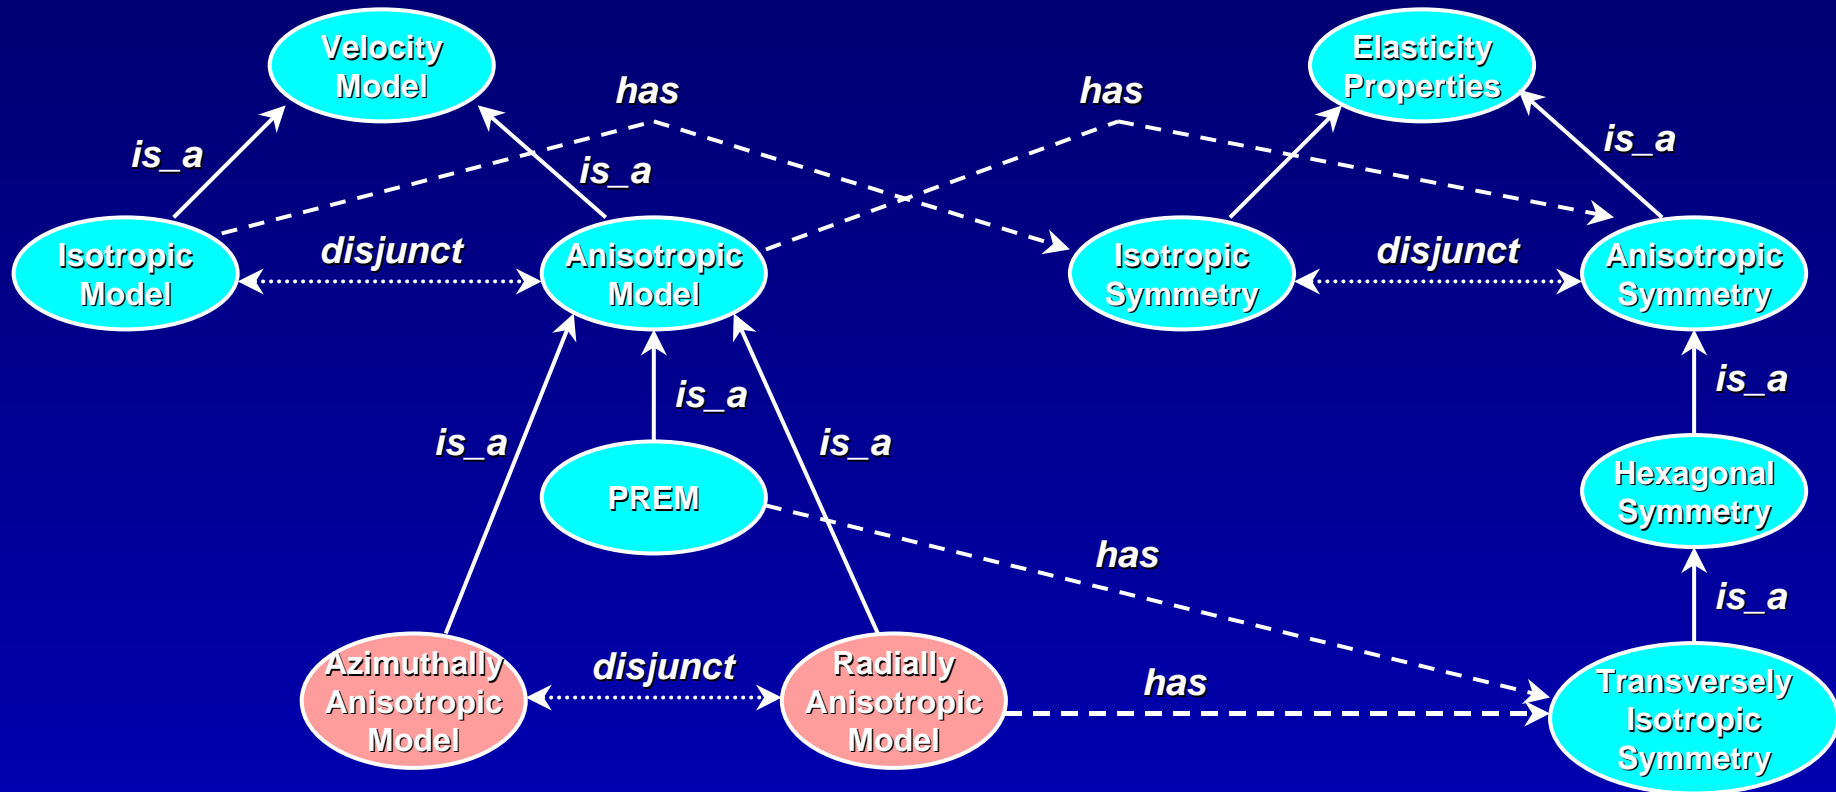 Velocity
Model
Elasticity
Properties
has
has
is_a
is_a
is_a
Isotropic
Model
disjunct
Anisotropic
Model
Isotropic
Symmetry
disjunct
Anisotropic
Symmetry
is_a
is_a
is_a
is_a
PREM
Hexagonal
Symmetry
has
is_a
Azimuthally
Anisotropic
Model
disjunct
Radially
Anisotropic
Model
has
Transversely
Isotropic
Symmetry